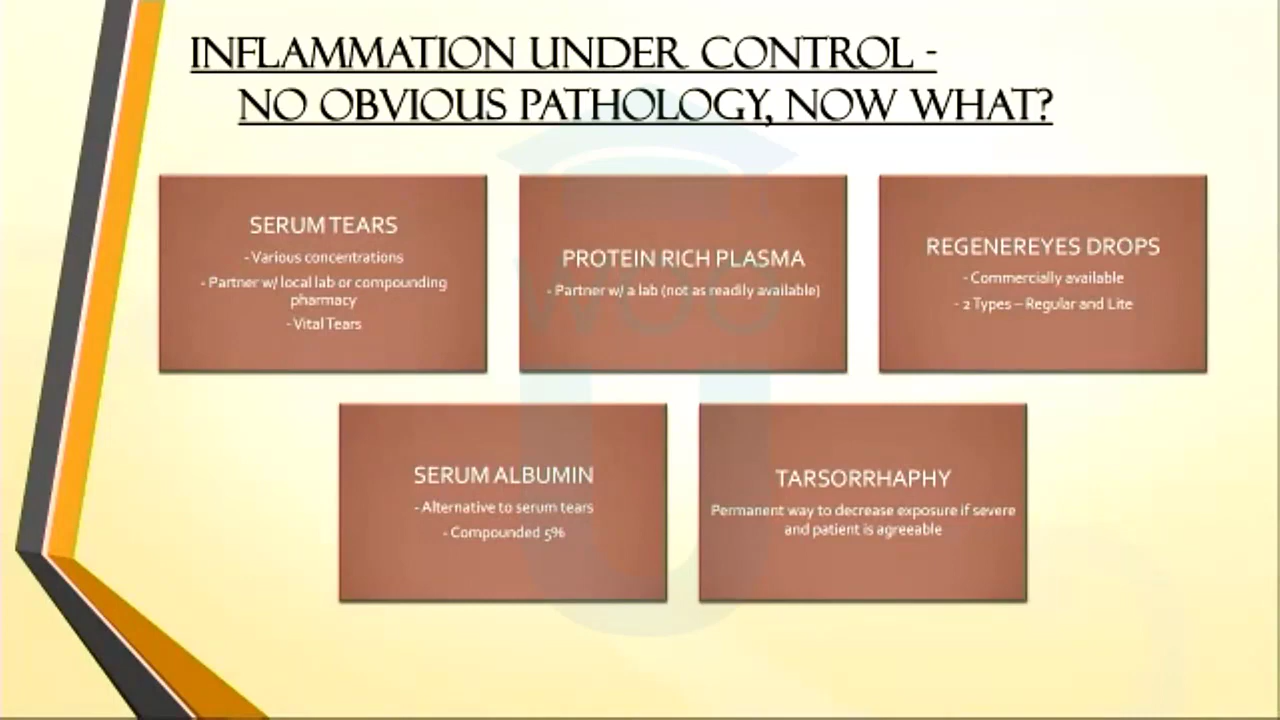 INFLAMMATION UNDER CONTROL -
NO OBVIOUS PATHOLOGY, NOW WHAT?
SERUM TEARS
- Various concentrations
- Partner w/ local lab or compounding
pharmacy
- Vital Tears
PROTEIN RICH PLASMA
- Partner w/ a lab (not as readily available)
REGENEREYES DROPS
- Commercially available
- 2 Types – Regular and Lite
SERUM ALBUMIN
- Alternative to serum tears
- Compounded 5%
TARSORRHAPHY
Permanent way to decrease exposure if severe
and patient is agreeable